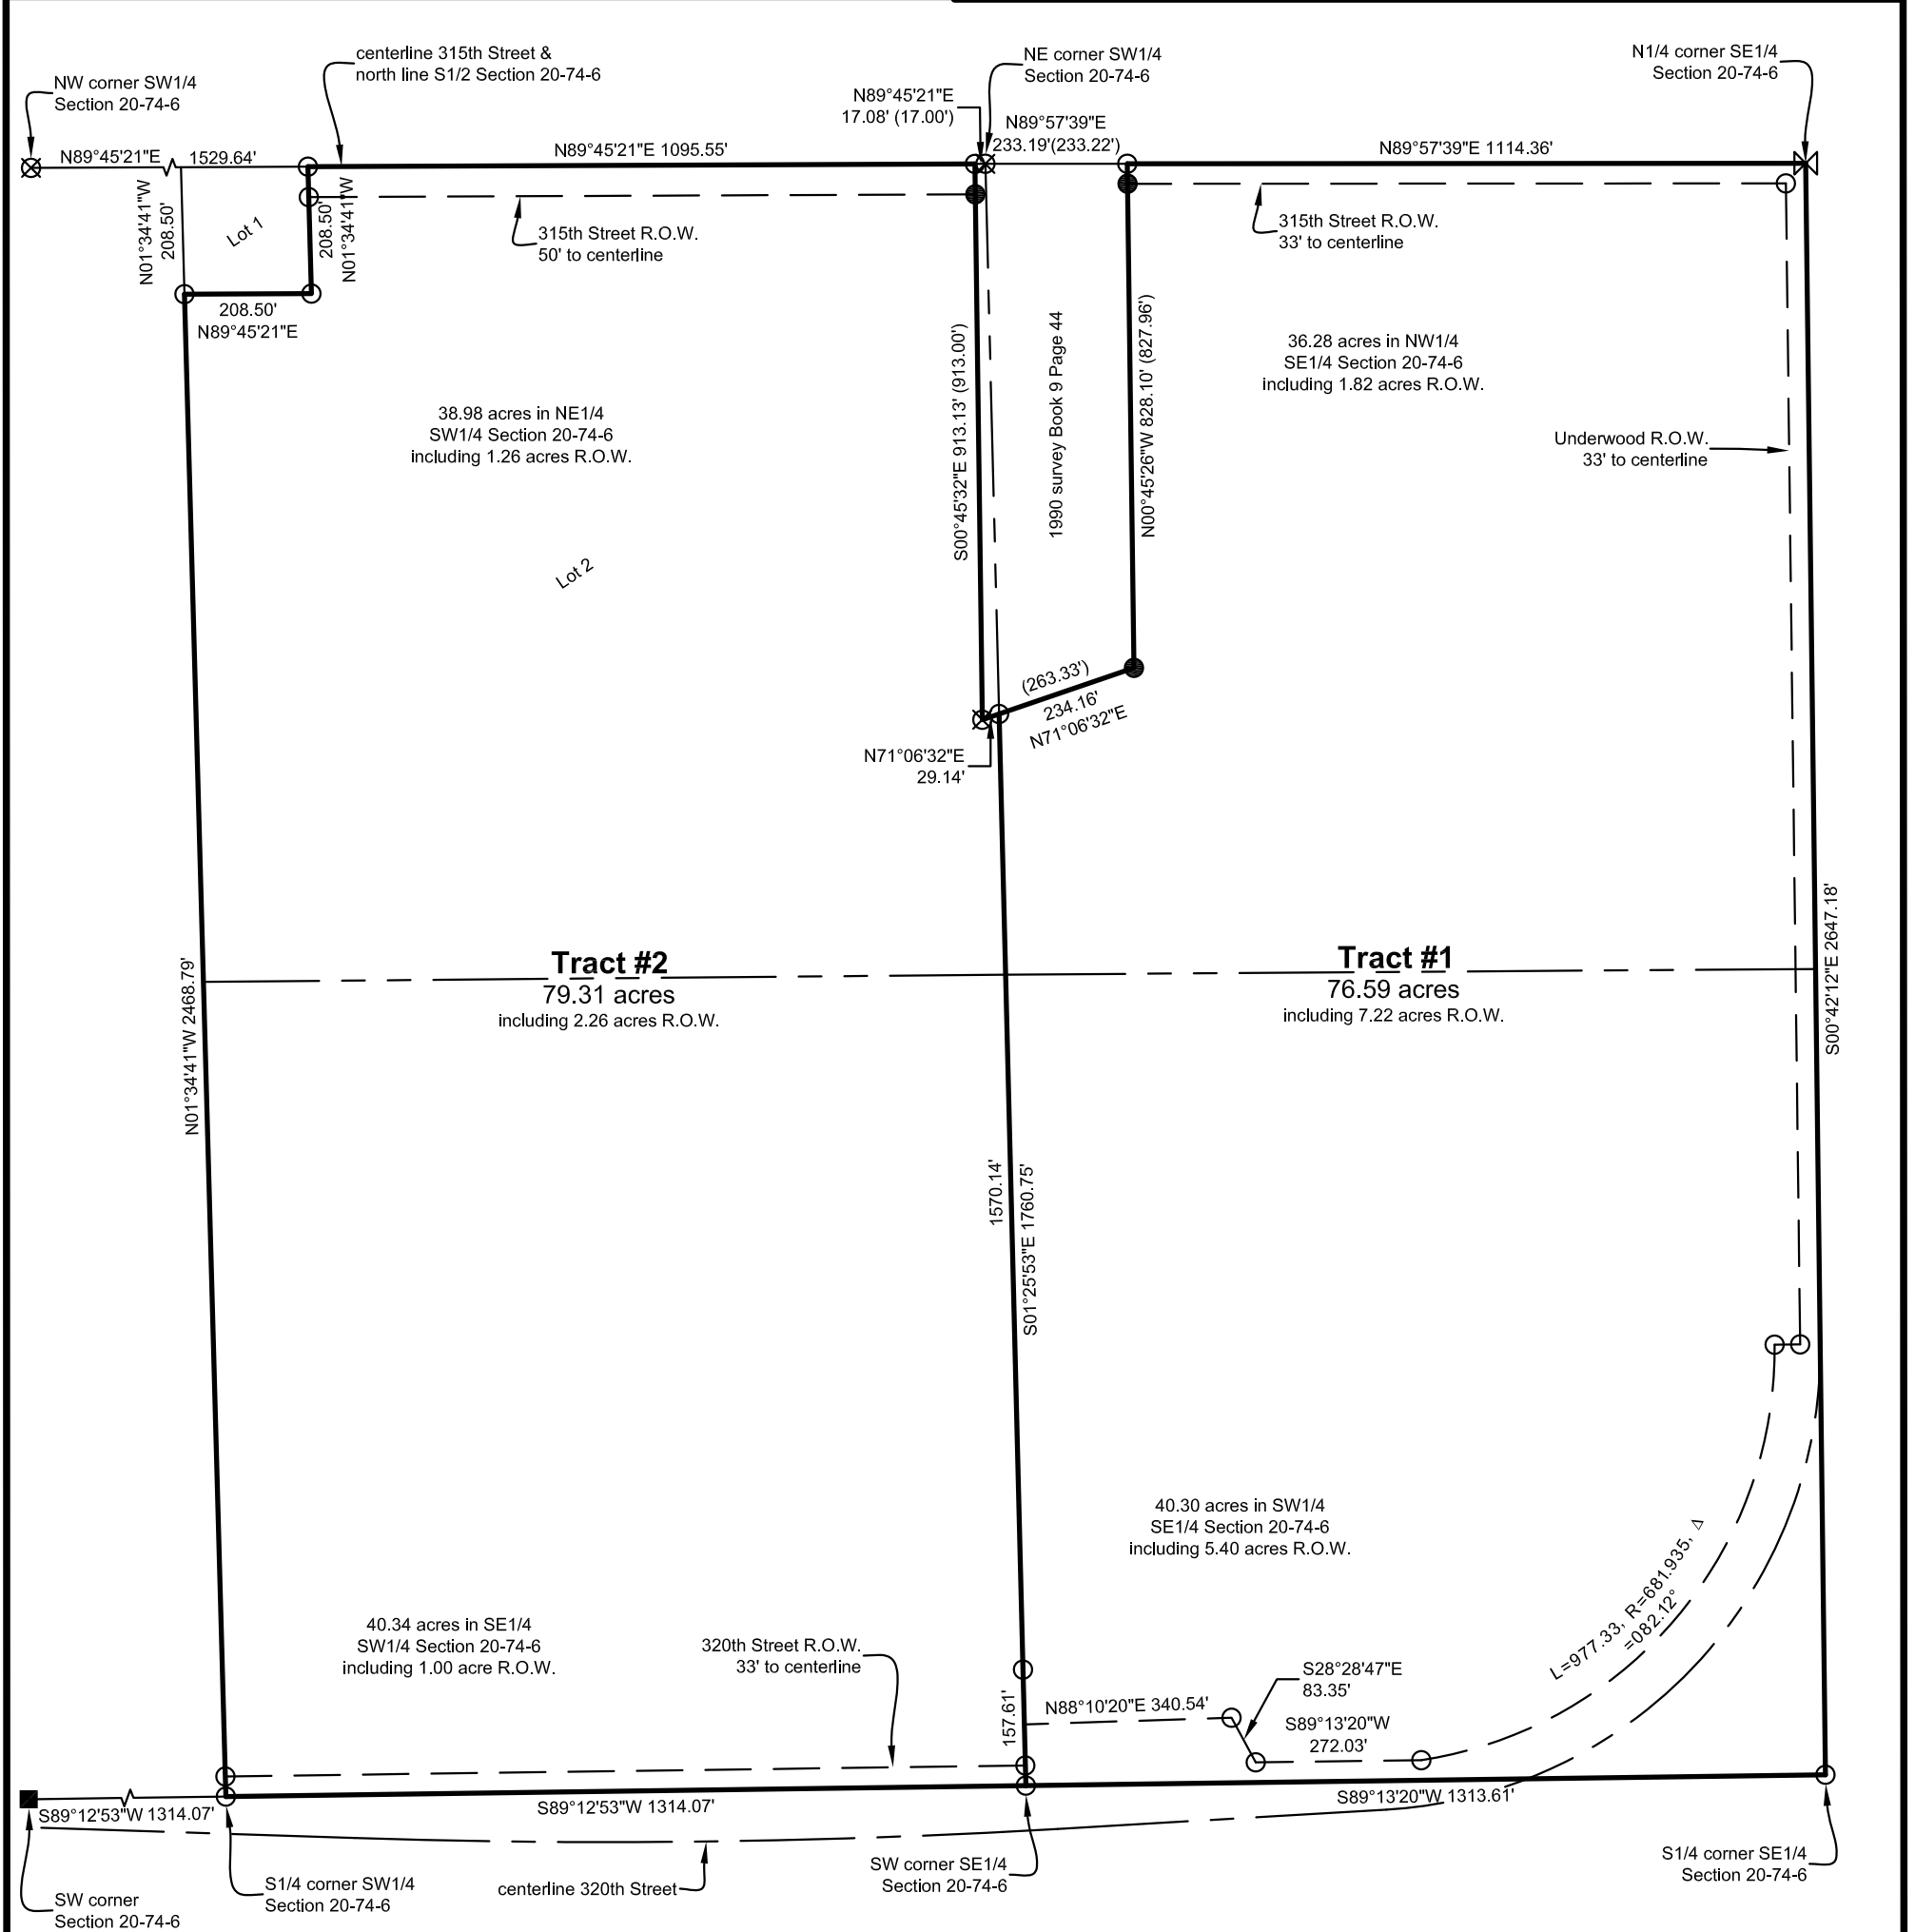 centerline 315th Street &
north line S1/2 Section 20-74-6
NE corner SW1/4
Section 20-74-6
N1/4 corner SE1/4
Section 20-74-6
NW corner SW1/4
Section 20-74-6
N89°45'21"E
17.08' (17.00')
N89°57'39"E
233.19'(233.22')
N89°45'21"E
1529.64'
N89°45'21"E 1095.55'
N89°57'39"E 1114.36'
N01°34'41"W
208.50'
Lot 1
208.50'
N01°34'41"W
315th Street R.O.W.
50' to centerline
315th Street R.O.W.
33' to centerline
208.50'
N89°45'21"E
S00°45'32"E 913.13' (913.00')
1990 survey Book 9 Page 44
N00°45'26"W 828.10' (827.96')
36.28 acres in NW1/4
SE1/4 Section 20-74-6
including 1.82 acres R.O.W.
38.98 acres in NE1/4
SW1/4 Section 20-74-6
including 1.26 acres R.O.W.
Underwood R.O.W.
33' to centerline
Lot 2
(263.33')
234.16'
N71°06'32"E
N71°06'32"E
29.14'
Tract #2
79.31 acres
including 2.26 acres R.O.W.
Tract #1
76.59 acres
including 7.22 acres R.O.W.
N01°34'41"W 2468.79'
S00°42'12"E 2647.18'
1570.14'
S01°25'53"E 1760.75'
40.30 acres in SW1/4
SE1/4 Section 20-74-6
including 5.40 acres R.O.W.
L=977.33, R=681.935, Δ
=082.12°
40.34 acres in SE1/4
SW1/4 Section 20-74-6
including 1.00 acre R.O.W.
320th Street R.O.W.
33' to centerline
157.61'
N88°10'20"E 340.54'
S28°28'47"E
83.35'
S89°13'20"W
272.03'
S89°12'53"W 1314.07'
S89°12'53"W 1314.07'
S89°13'20"W 1313.61'
SW corner
Section 20-74-6
S1/4 corner SW1/4
Section 20-74-6
centerline 320th Street
SW corner SE1/4
Section 20-74-6
S1/4 corner SE1/4
Section 20-74-6